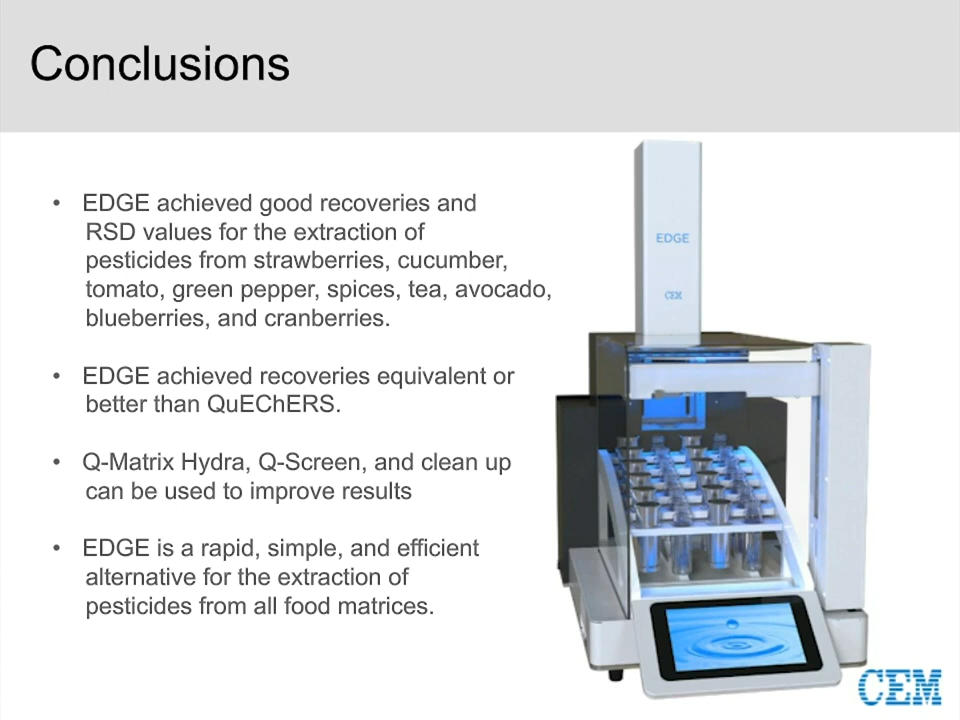 Conclusions
• EDGE achieved good recoveries and
RSD values for the extraction of
pesticides from strawberries, cucumber,
tomato, green pepper, spices, tea, avocado,
blueberries, and cranberries.
• EDGE achieved recoveries equivalent or
better than QuEChERS.
• Q-Matrix Hydra, Q-Screen, and clean up
can be used to improve results
• EDGE is a rapid, simple, and efficient
alternative for the extraction of
pesticides from all food matrices.
EDGE
CEM
CEM